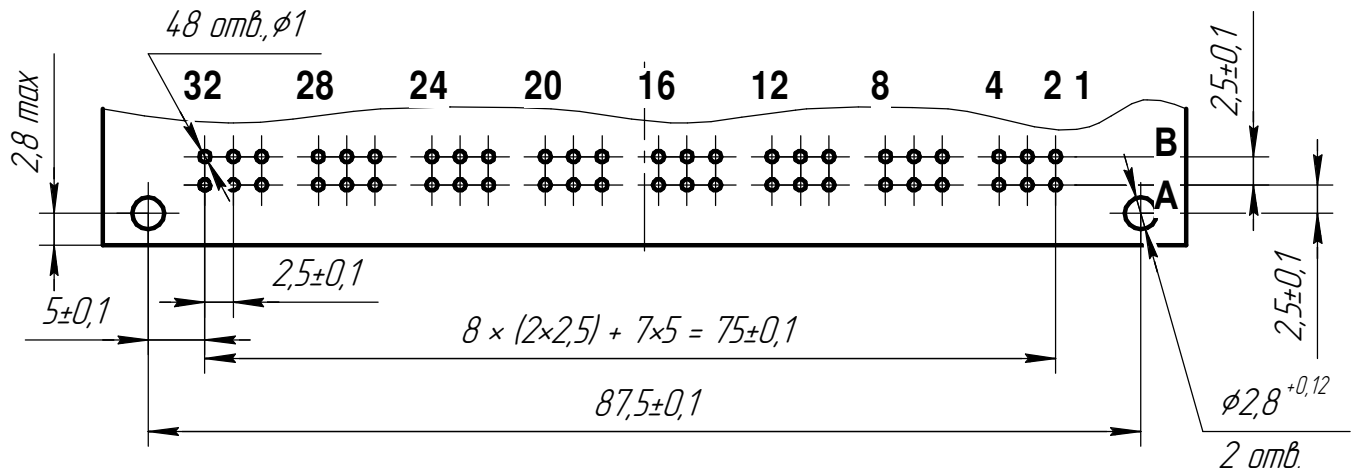 48 отв., ϕ1
32 28 24 20 16 12 8 4 2 1
2,8 max
2,5±0,1
B
A
2,5±0,1
5±0,1
2,5±0,1
8 × (2×2,5) + 7×5 = 75±0,1
87,5±0,1
ϕ2,8 +0,12
2 отв.